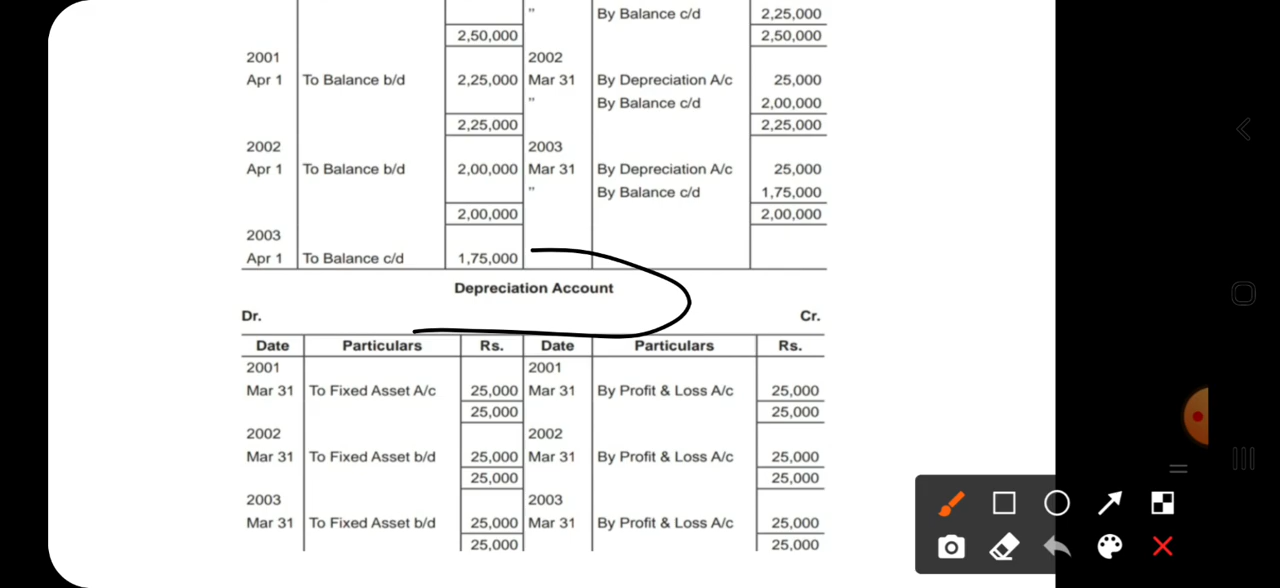 ” By Balance c/d 2,25,000
2,50,000 2,50,000
2001 2002
Apr 1 To Balance b/d 2,25,000 Mar 31 By Depreciation A/c 25,000
” By Balance c/d 2,00,000
2,25,000 2,25,000
2002 2003
Apr 1 To Balance b/d 2,00,000 Mar 31 By Depreciation A/c 25,000
” By Balance c/d 1,75,000
2,00,000 2,00,000
2003
Apr 1 To Balance c/d 1,75,000
Depreciation Account
Dr. Cr.
Date Particulars Rs. Date Particulars Rs.
2001 2001
Mar 31 To Fixed Asset A/c 25,000 Mar 31 By Profit & Loss A/c 25,000
25,000 25,000
2002 2002
Mar 31 To Fixed Asset b/d 25,000 Mar 31 By Profit & Loss A/c 25,000
25,000 25,000
2003 2003
Mar 31 To Fixed Asset b/d 25,000 Mar 31 By Profit & Loss A/c 25,000
25,000 25,000